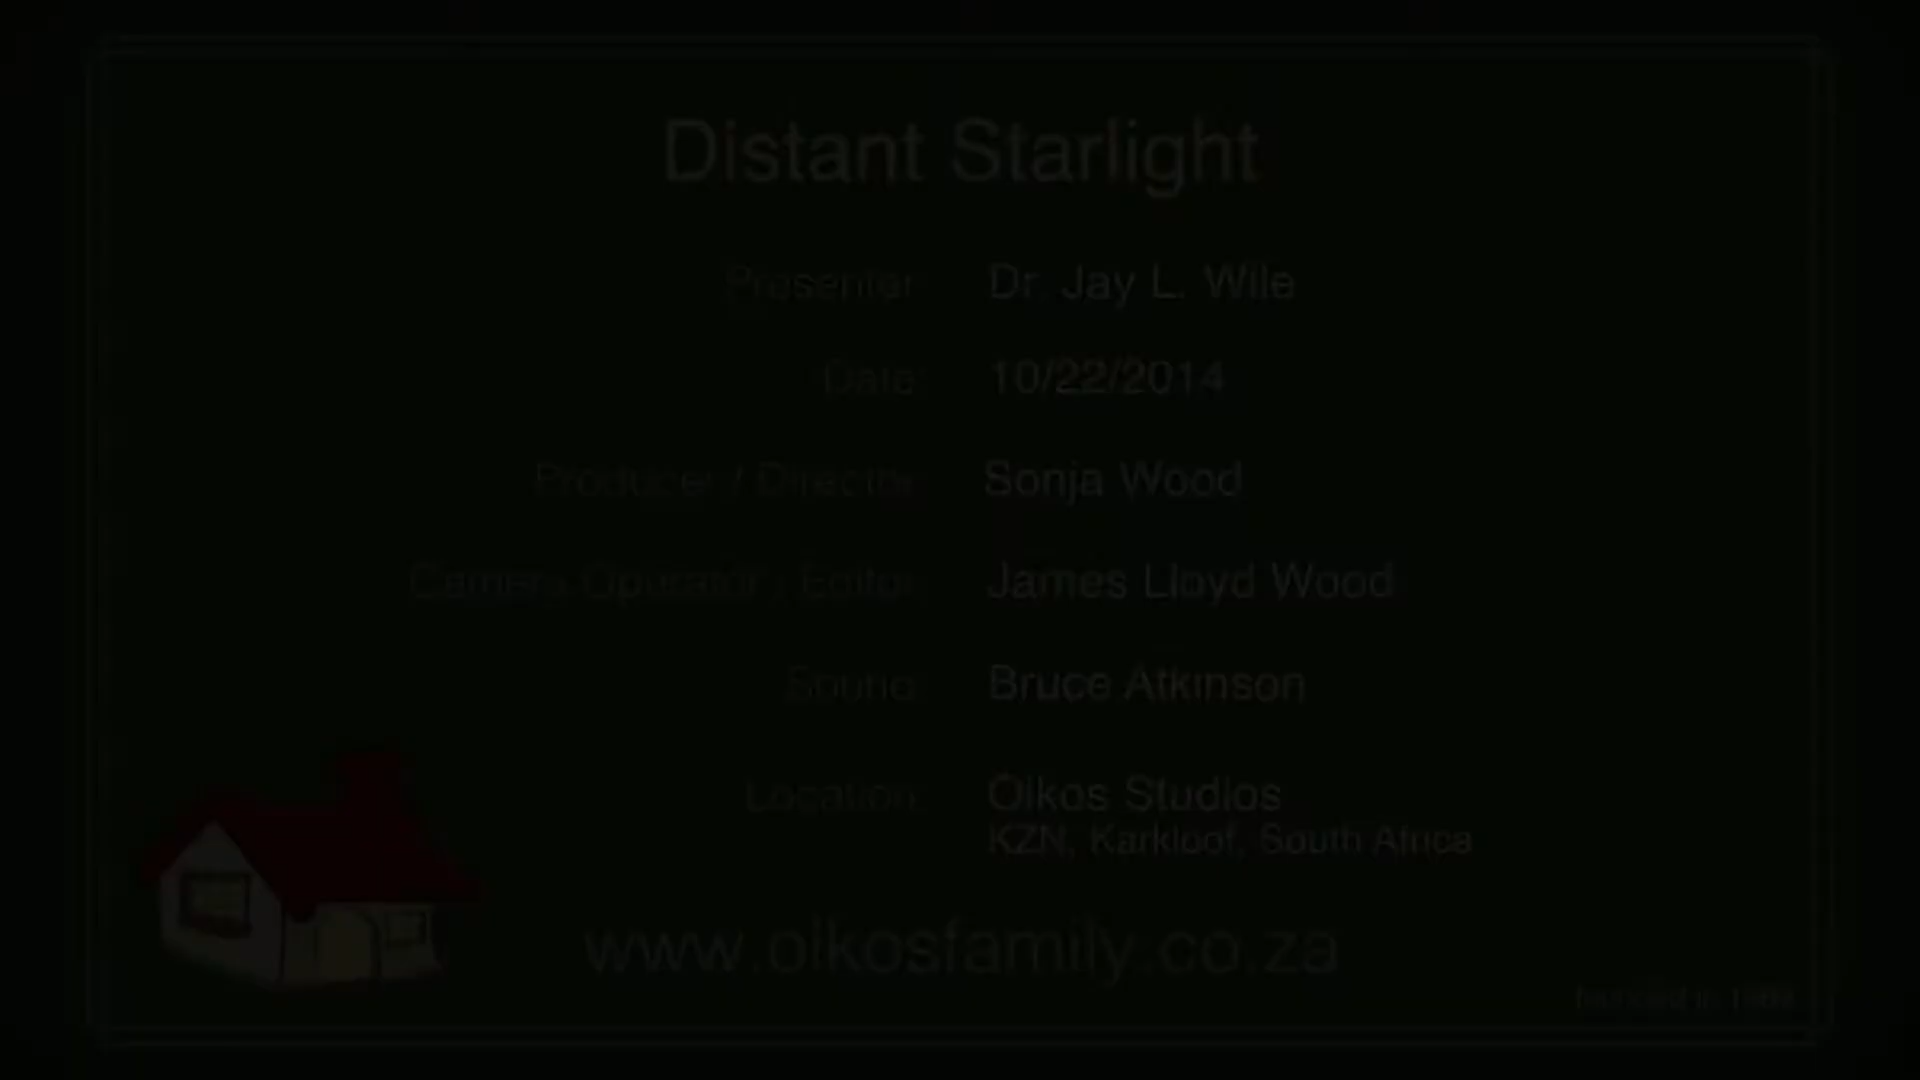 Distant Starlight
Presenter: Dr. Jay L. Wile
Date: 10/22/2014
Producer / Director: Sonja Wood
Camera Operator / Editor: James Lloyd Wood
Sound: Bruce Atkinson
Location: Oikos Studios
KZN, Karkloof, South Africa
www.oikosfamily.co.za